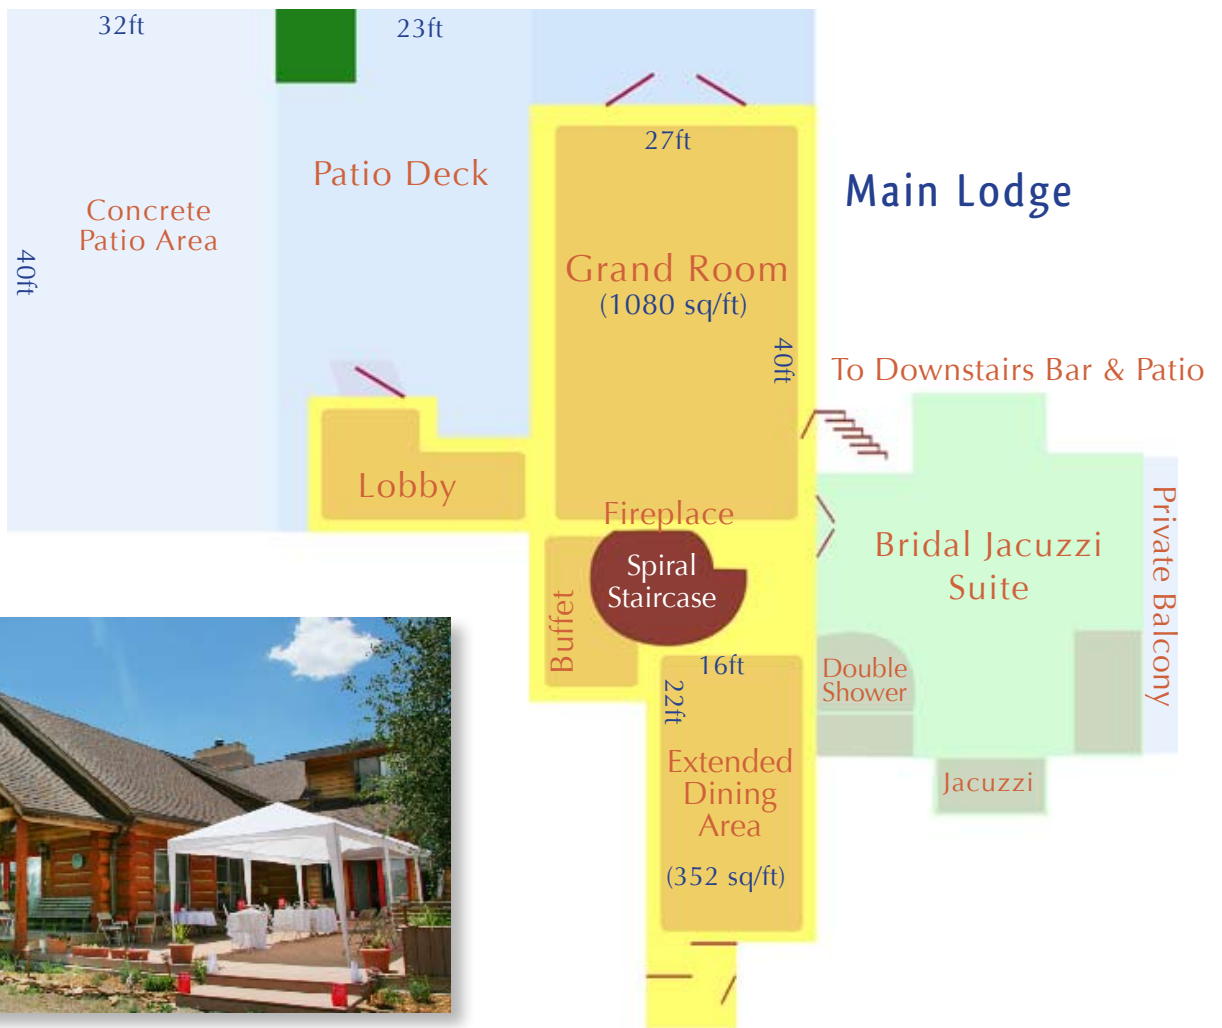 32ft
23ft
Concrete
Patio Area
40ft
Patio Deck
27ft
Grand Room
(1080 sq/ft)
40ft
Main Lodge
To Downstairs Bar & Patio
Lobby
Fireplace
Spiral
Staircase
Buffet
Bridal Jacuzzi
Suite
Private Balcony
Double
Shower
Jacuzzi
16ft
22ft
Extended
Dining
Area
(352 sq/ft)